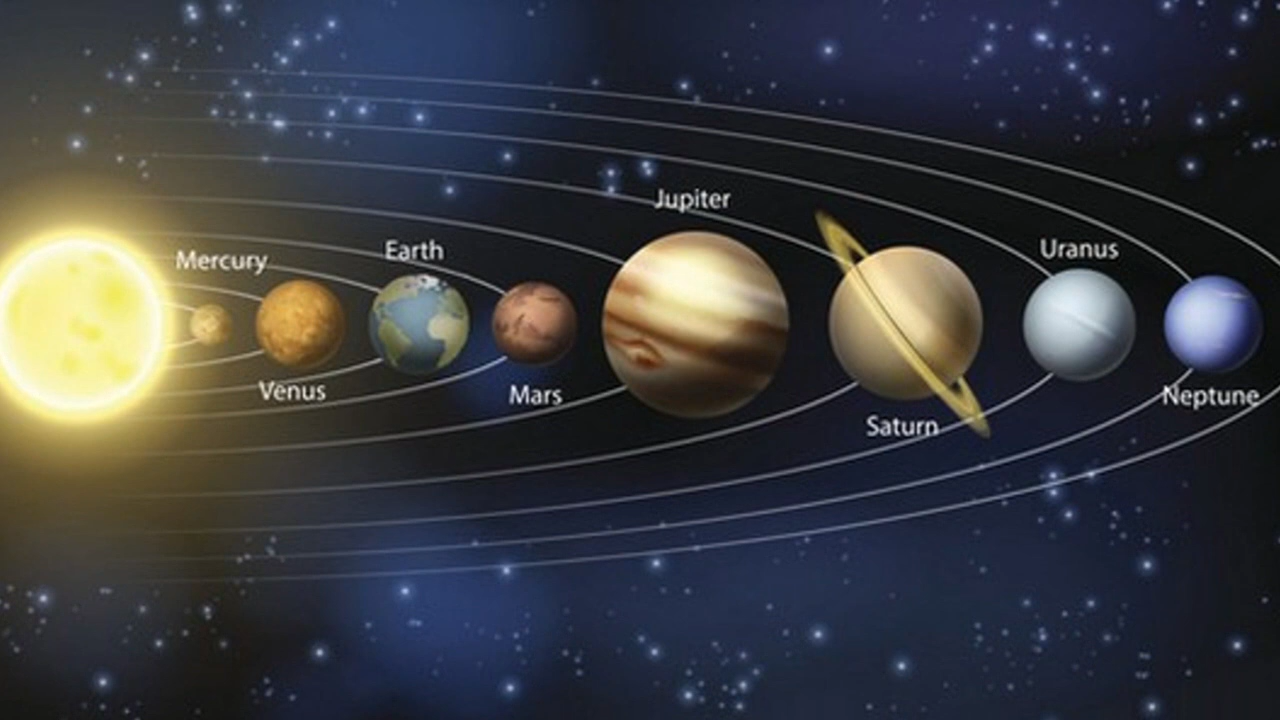 Mercury
Venus
Earth
Mars
Jupiter
Saturn
Uranus
Neptune